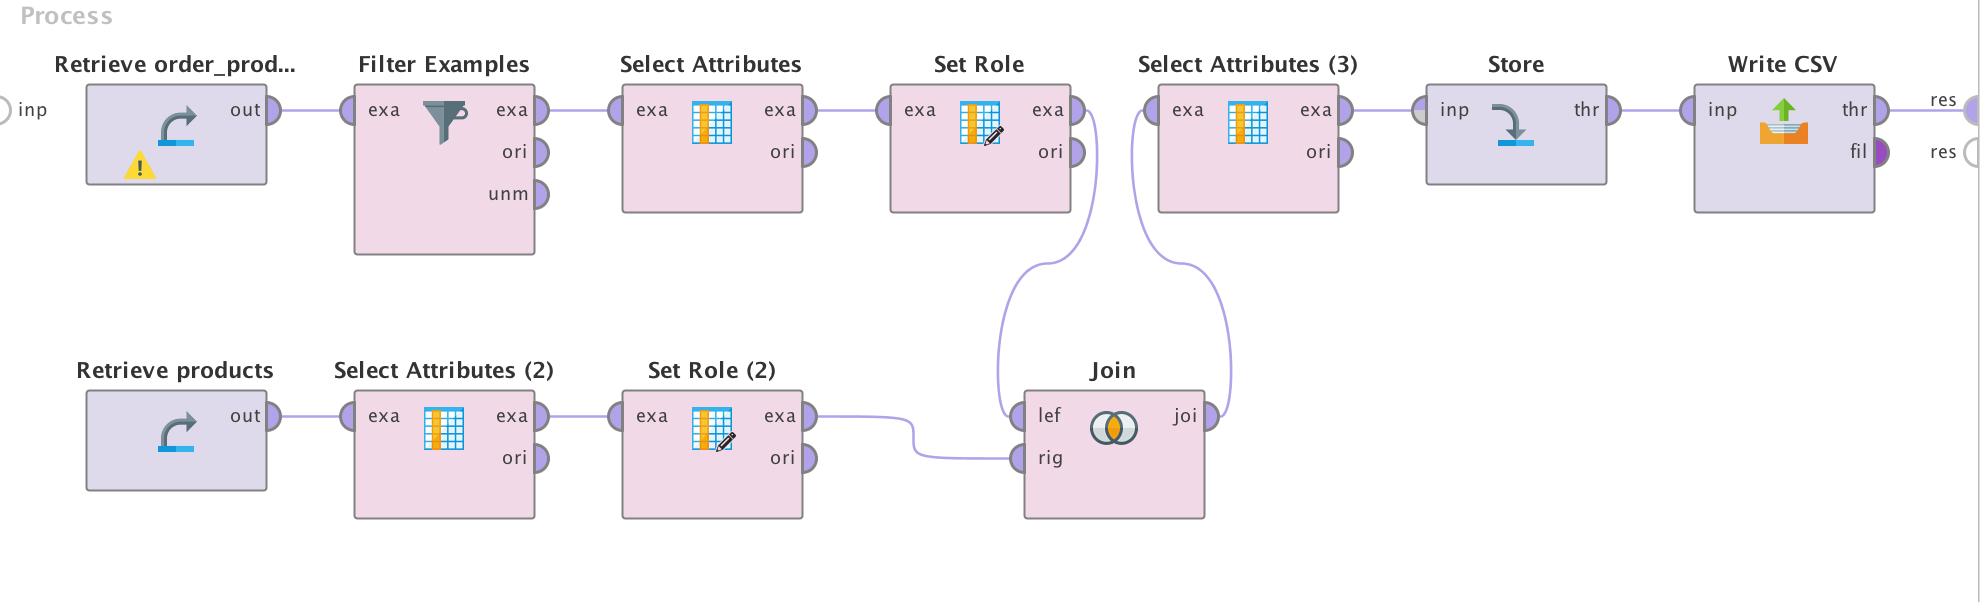 Process
Retrieve order_prod... Filter Examples Select Attributes Set Role Select Attributes (3) Store Write CSV
inp out exa exa exa exa exa exa exa exa inp thr inp thr res
ori ori ori ori fil res
unm
Retrieve products Select Attributes (2) Set Role (2) Join
out exa exa exa exa lef joi
ori ori rig